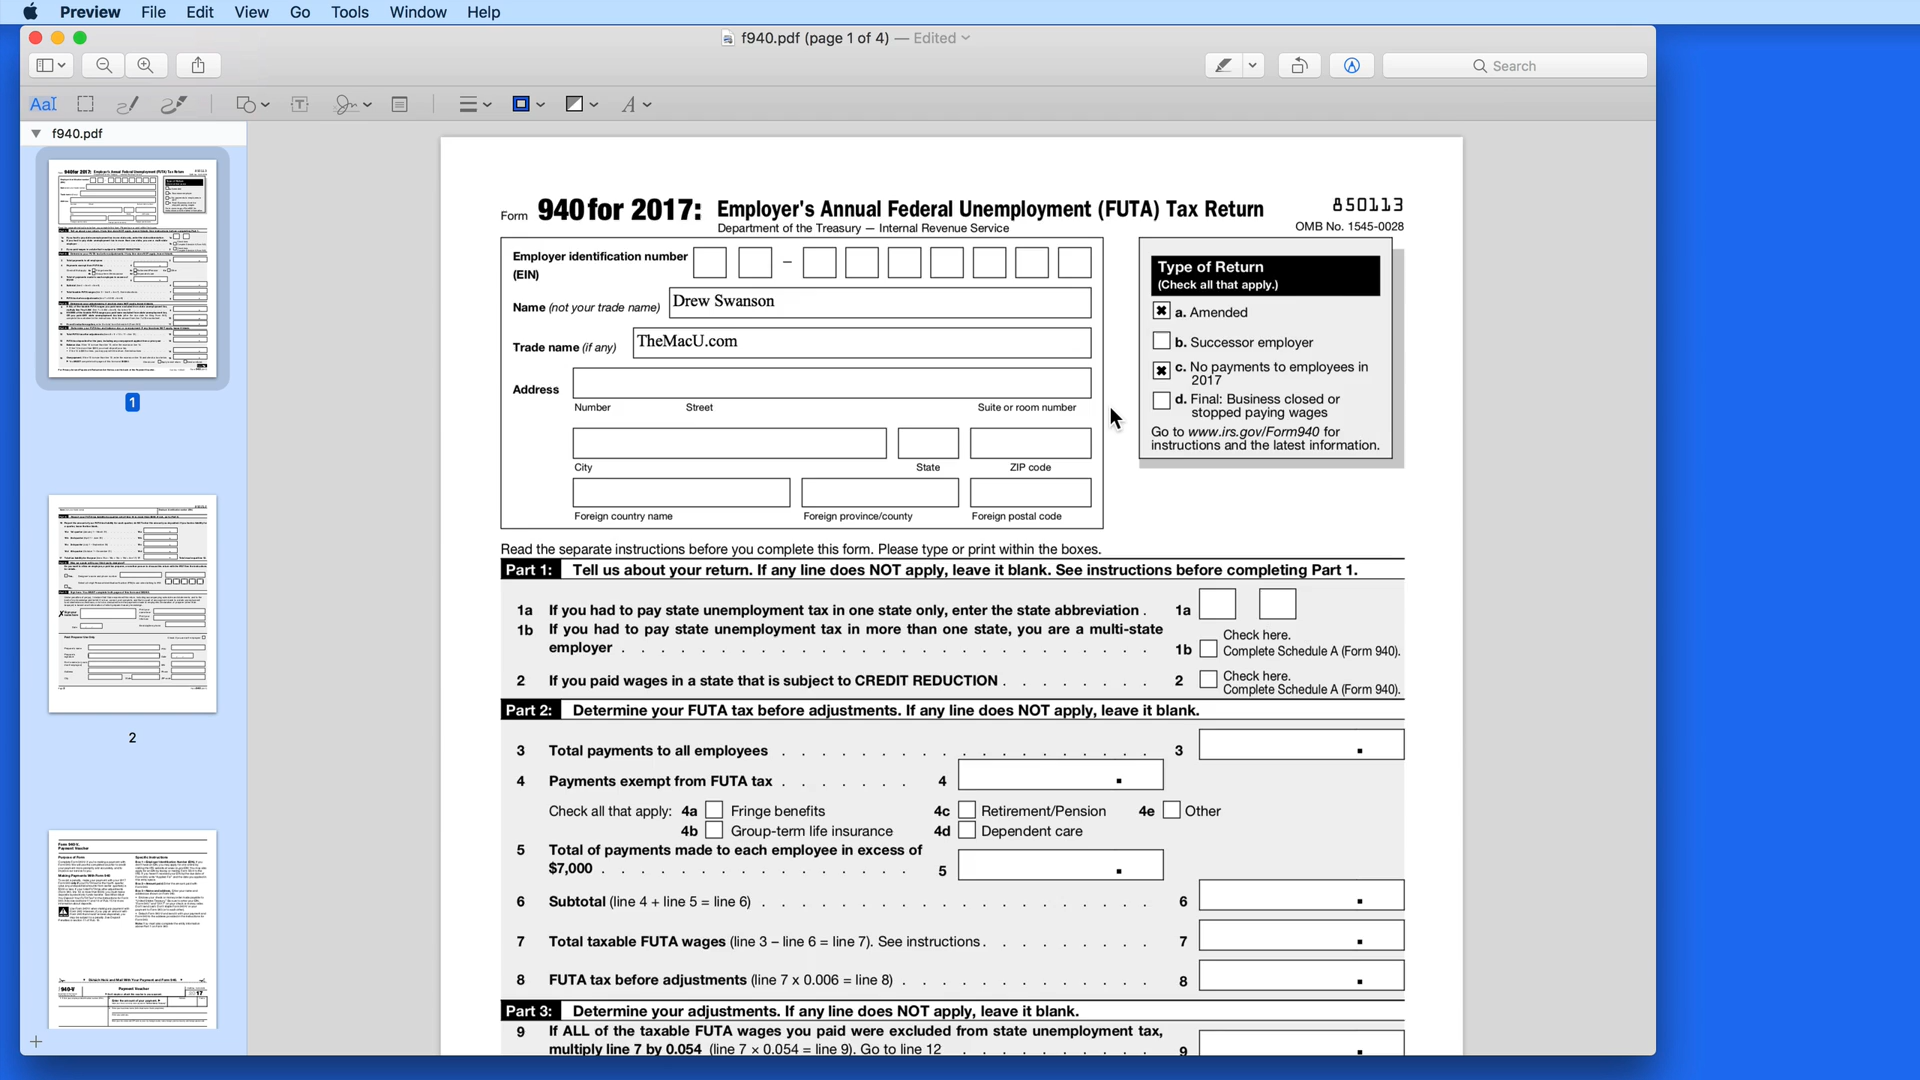 Preview File Edit View Go Tools Window Help
f940.pdf (page 1 of 4) — Edited
Search
AaI
A
f940.pdf
1
2
Form 940 for 2017: Employer's Annual Federal Unemployment (FUTA) Tax Return
850113
Department of the Treasury — Internal Revenue Service
OMB No. 1545-0028
Employer identification number
(EIN)
–
Name (not your trade name) Drew Swanson
Trade name (if any) TheMacU.com
Address
Number Street Suite or room number
City State ZIP code
Foreign country name Foreign province/county Foreign postal code
Type of Return
(Check all that apply.)
a. Amended
b. Successor employer
c. No payments to employees in
2017
d. Final: Business closed or
stopped paying wages
Go to www.irs.gov/Form940 for
instructions and the latest information.
Read the separate instructions before you complete this form. Please type or print within the boxes.
Part 1: Tell us about your return. If any line does NOT apply, leave it blank. See instructions before completing Part 1.
1a If you had to pay state unemployment tax in one state only, enter the state abbreviation . 1a
1b If you had to pay state unemployment tax in more than one state, you are a multi-state
employer . . . . . . . . . . . . . . . . . . 1b Check here.
Complete Schedule A (Form 940).
2 If you paid wages in a state that is subject to CREDIT REDUCTION . . . . . . . 2 Check here.
Complete Schedule A (Form 940).
Part 2: Determine your FUTA tax before adjustments. If any line does NOT apply, leave it blank.
3 Total payments to all employees . . . . . . . . . . . . . 3 .
4 Payments exempt from FUTA tax . . . . . . . 4 .
Check all that apply: 4a Fringe benefits 4c Retirement/Pension 4e Other
4b Group-term life insurance 4d Dependent care
5 Total of payments made to each employee in excess of
$7,000 . . . . . . . . . . . . 5 .
6 Subtotal (line 4 + line 5 = line 6) . . . . . . . . . . . . . 6 .
7 Total taxable FUTA wages (line 3 – line 6 = line 7). See instructions . . . . . . . . 7 .
8 FUTA tax before adjustments (line 7 x 0.006 = line 8) . . . . . . . . . . 8 .
Part 3: Determine your adjustments. If any line does NOT apply, leave it blank.
9 If ALL of the taxable FUTA wages you paid were excluded from state unemployment tax,
multiply line 7 by 0.054 (line 7 × 0.054 = line 9). Go to line 12 . . . . . . . . 9 .